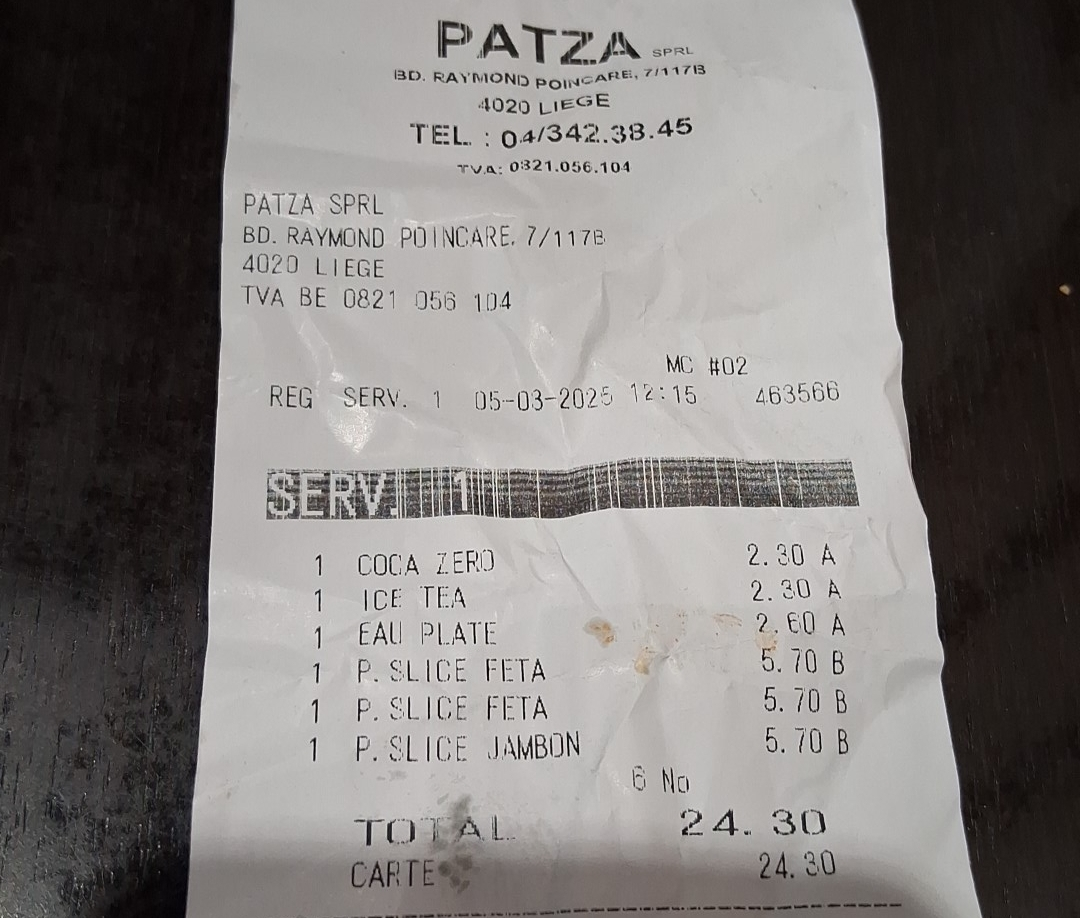 PATZA SPRL
BD. RAYMOND POINCARE, 7/117B
4020 LIEGE
TEL. : 04/342.38.45
TVA: 0821.056.104
PATZA SPRL
BD. RAYMOND POINCARE, 7/117B
4020 LIEGE
TVA BE 0821 056 104
MC #02
REG SERV. 1 05-03-2025 12:15 463566
SERV. 1
1 COCA ZERO 2.30 A
1 ICE TEA 2.30 A
1 EAU PLATE 2.60 A
1 P. SLICE FETA 5.70 B
1 P. SLICE FETA 5.70 B
1 P. SLICE JAMBON 5.70 B
6 No
TOTAL 24.30
CARTE 24.30